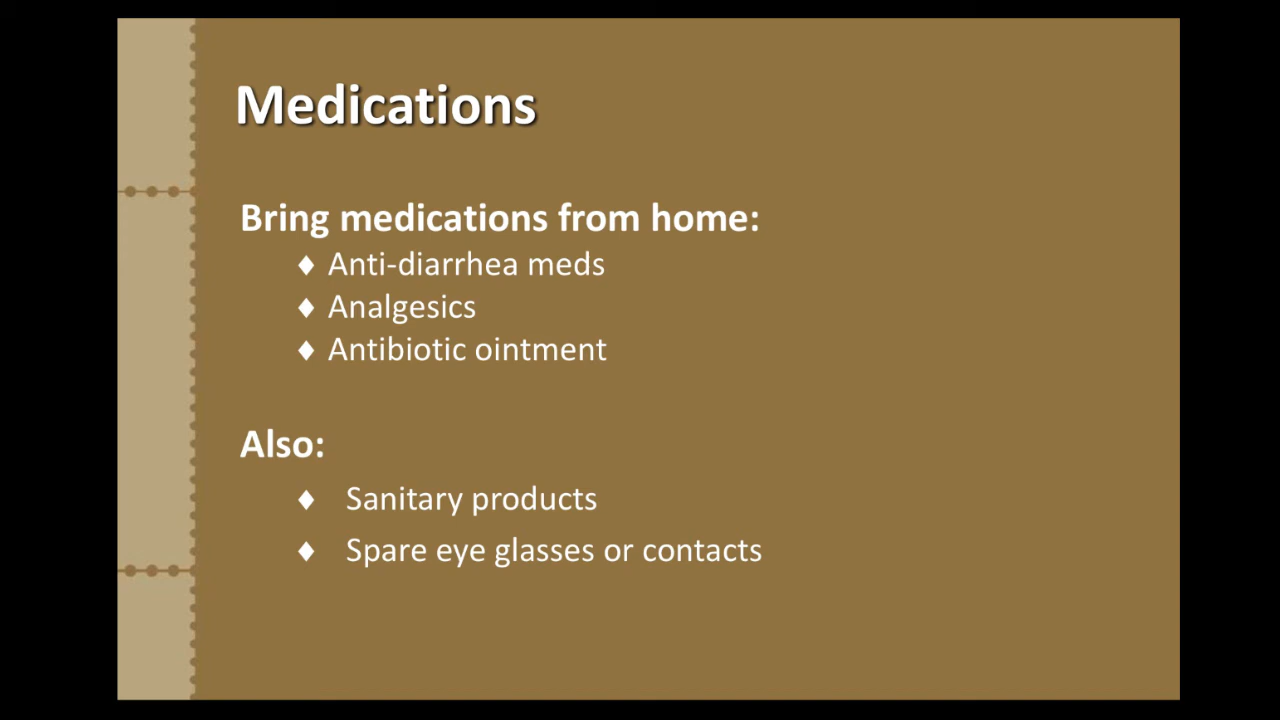 Medications
Bring medications from home:
♦ Anti-diarrhea meds
♦ Analgesics
♦ Antibiotic ointment
Also:
♦ Sanitary products
♦ Spare eye glasses or contacts